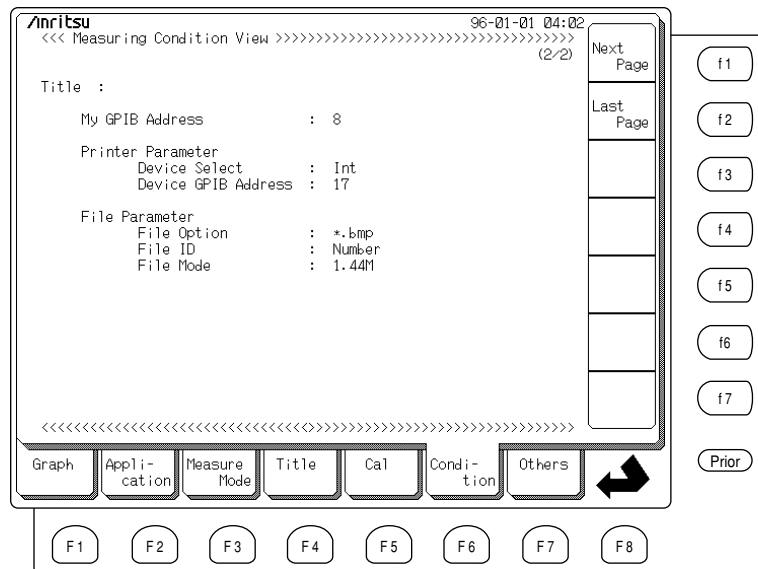 Anritsu 96-01-01 04:02
<<< Measuring Condition View >>>>>>>>>>>>>>>>>>>>>>>>>>>>>>
(2/2)
Title :
My GPIB Address : 8
Printer Parameter
Device Select : Int
Device GPIB Address : 17
File Parameter
File Option : *.bmp
File ID : Number
File Mode : 1.44M
<<<<<<<<<<<<<<<<<<<<<<<<<<<<<<<<<>>>>>>>>>>>>>>>>>>>>>>>>>>
Next
Page
Last
Page
f1
f2
f3
f4
f5
f6
f7
Prior
Graph
Appli-
cation
Measure
Mode
Title
Cal
Condi-
tion
Others
F1
F2
F3
F4
F5
F6
F7
F8